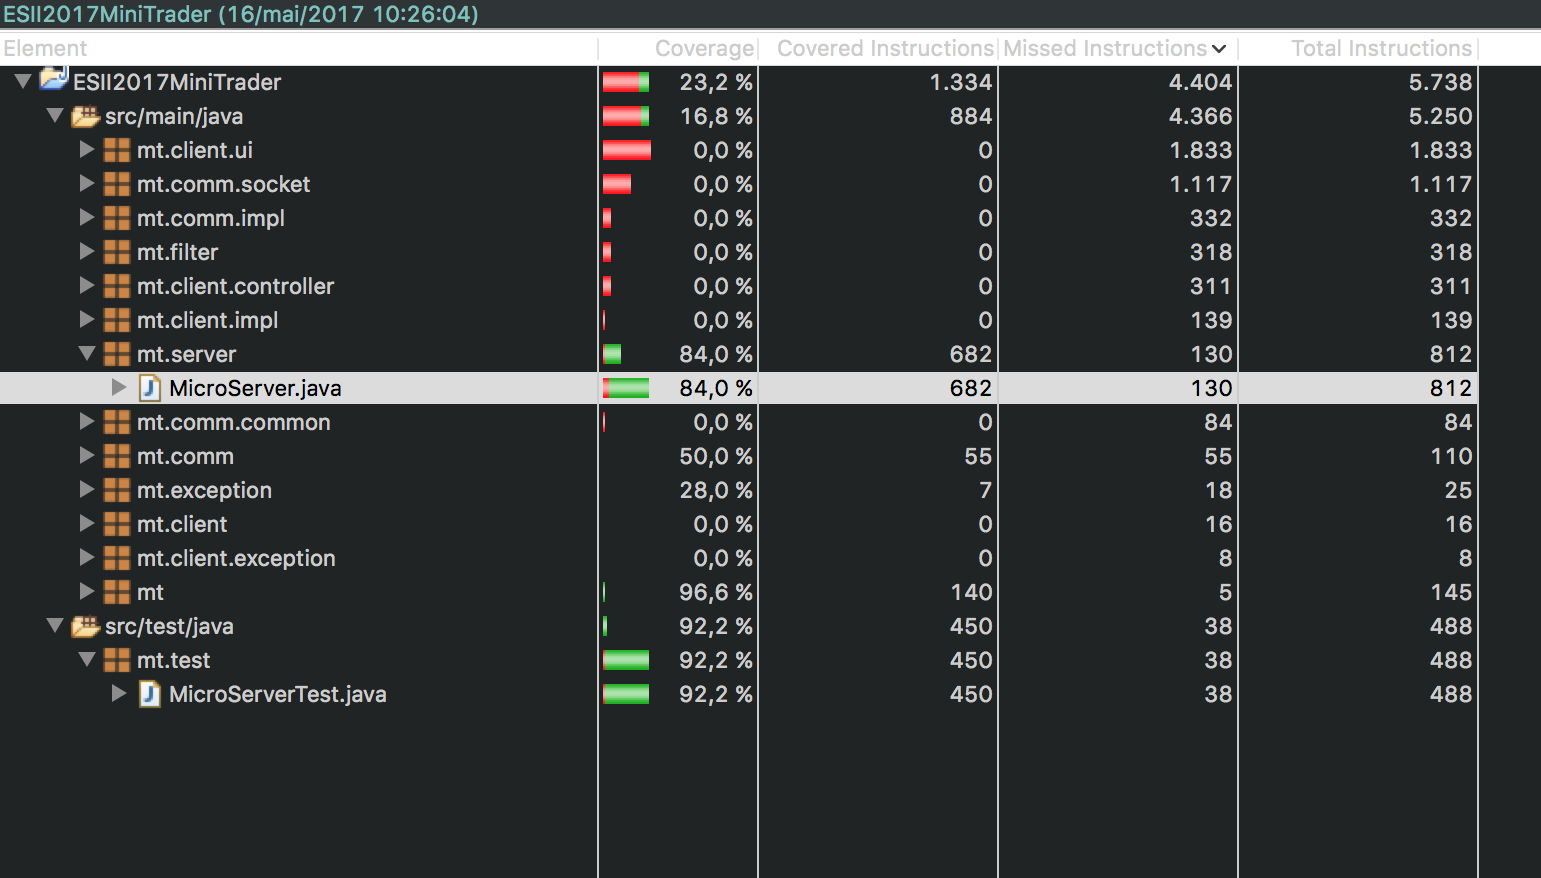 ESII2017MiniTrader (16/mai/2017 10:26:04)
Element Coverage Covered Instructions Missed Instructions Total Instructions
ESII2017MiniTrader 23,2 % 1.334 4.404 5.738
src/main/java 16,8 % 884 4.366 5.250
mt.client.ui 0,0 % 0 1.833 1.833
mt.comm.socket 0,0 % 0 1.117 1.117
mt.comm.impl 0,0 % 0 332 332
mt.filter 0,0 % 0 318 318
mt.client.controller 0,0 % 0 311 311
mt.client.impl 0,0 % 0 139 139
mt.server 84,0 % 682 130 812
MicroServer.java 84,0 % 682 130 812
mt.comm.common 0,0 % 0 84 84
mt.comm 50,0 % 55 55 110
mt.exception 28,0 % 7 18 25
mt.client 0,0 % 0 16 16
mt.client.exception 0,0 % 0 8 8
mt 96,6 % 140 5 145
src/test/java 92,2 % 450 38 488
mt.test 92,2 % 450 38 488
MicroServerTest.java 92,2 % 450 38 488